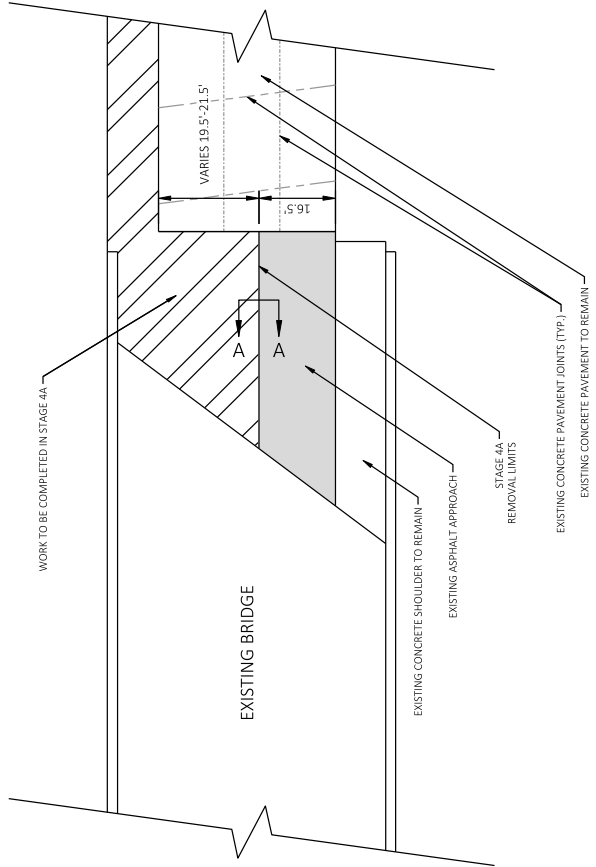 VARIES 19.5'-21.5'
16.5'
A
A
WORK TO BE COMPLETED IN STAGE 4A
EXISTING BRIDGE
EXISTING CONCRETE SHOULDER TO REMAIN
EXISTING ASPHALT APPROACH
STAGE 4A
REMOVAL LIMITS
EXISTING CONCRETE PAVEMENT JOINTS (TYP.)
EXISTING CONCRETE PAVEMENT TO REMAIN